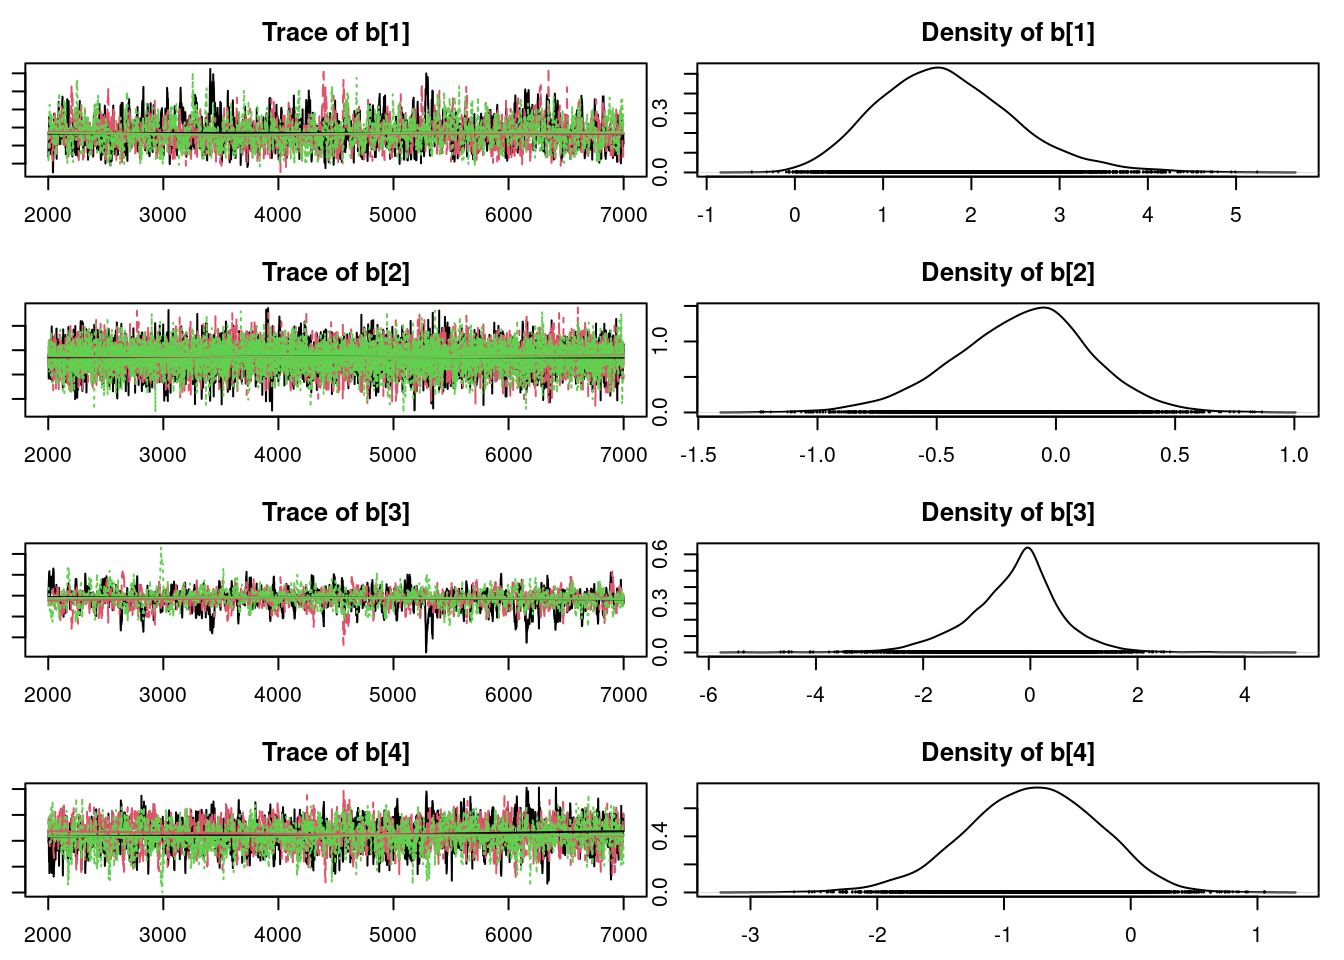 Trace of b[1]
2000 3000 4000 5000 6000 7000
Density of b[1]
0.0 0.3
-1 0 1 2 3 4 5
Trace of b[2]
2000 3000 4000 5000 6000 7000
Density of b[2]
0.0 1.0
-1.5 -1.0 -0.5 0.0 0.5 1.0
Trace of b[3]
2000 3000 4000 5000 6000 7000
Density of b[3]
0.0 0.3 0.6
-6 -4 -2 0 2 4
Trace of b[4]
2000 3000 4000 5000 6000 7000
Density of b[4]
0.0 0.4
-3 -2 -1 0 1